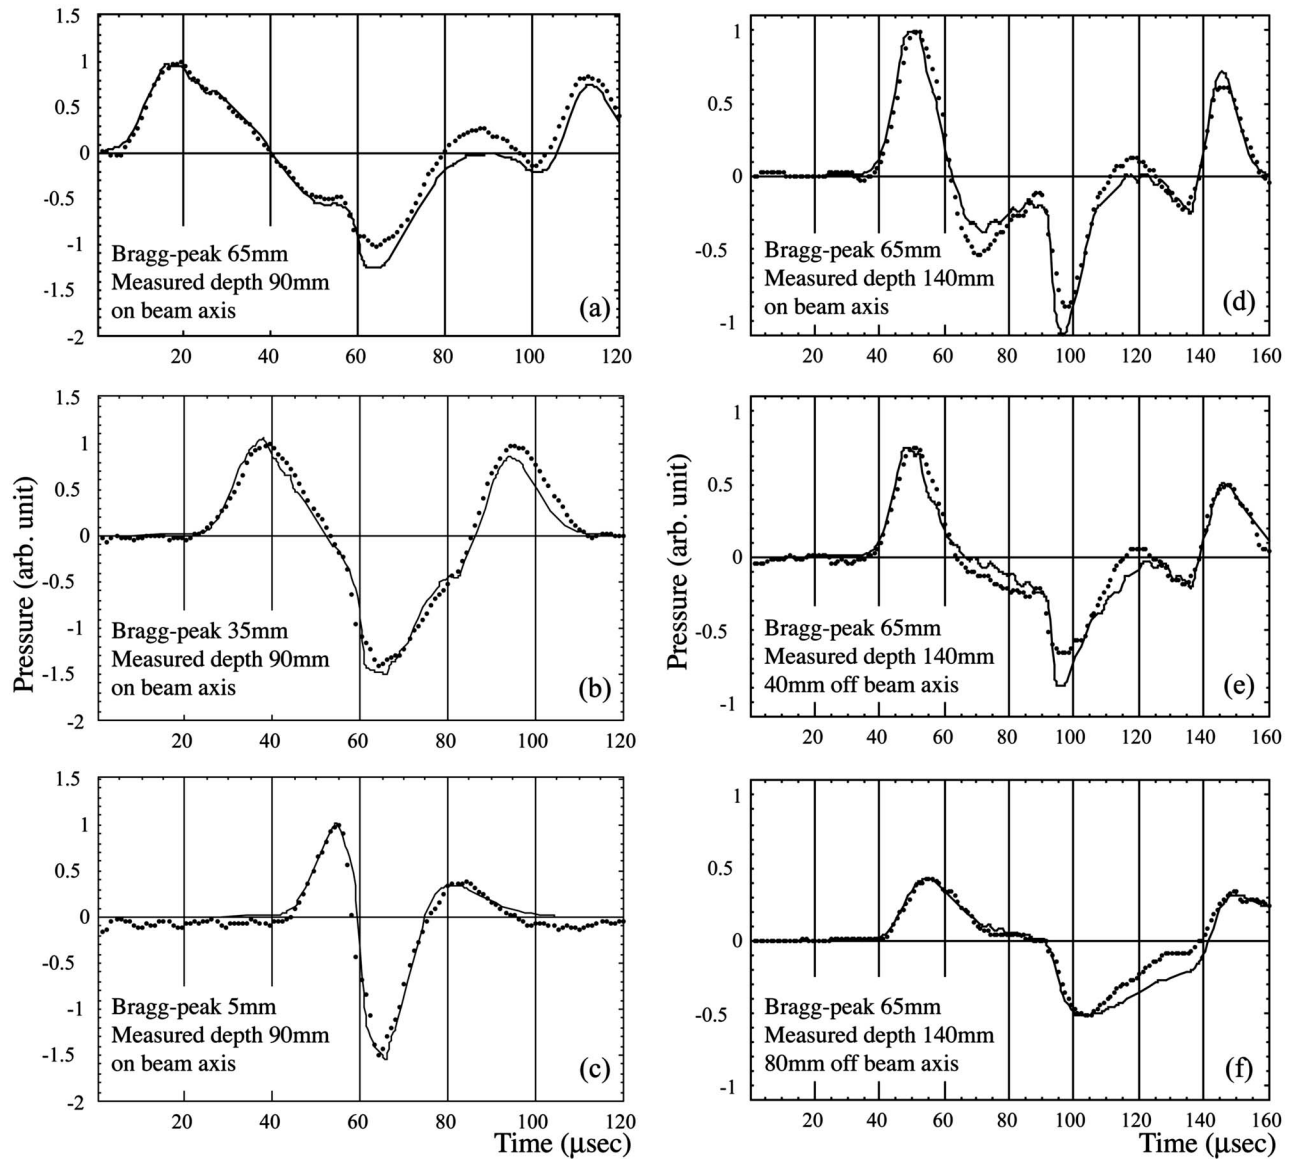 1.5
1
0.5
0
-0.5
-1
-1.5
-2
Bragg-peak 65mm
Measured depth 90mm
on beam axis
(a)
20 40 60 80 100 120
1.5
1
0.5
0
-0.5
-1
-1.5
-2
Pressure (arb. unit)
Bragg-peak 35mm
Measured depth 90mm
on beam axis
(b)
20 40 60 80 100 120
1.5
1
0.5
0
-0.5
-1
-1.5
-2
Bragg-peak 5mm
Measured depth 90mm
on beam axis
(c)
20 40 60 80 100 120
Time (μsec)
1
0.5
0
-0.5
-1
Bragg-peak 65mm
Measured depth 140mm
on beam axis
(d)
20 40 60 80 100 120 140 160
1
0.5
0
-0.5
-1
Pressure (arb. unit)
Bragg-peak 65mm
Measured depth 140mm
40mm off beam axis
(e)
20 40 60 80 100 120 140 160
1
0.5
0
-0.5
-1
Bragg-peak 65mm
Measured depth 140mm
80mm off beam axis
(f)
20 40 60 80 100 120 140 160
Time (μsec)